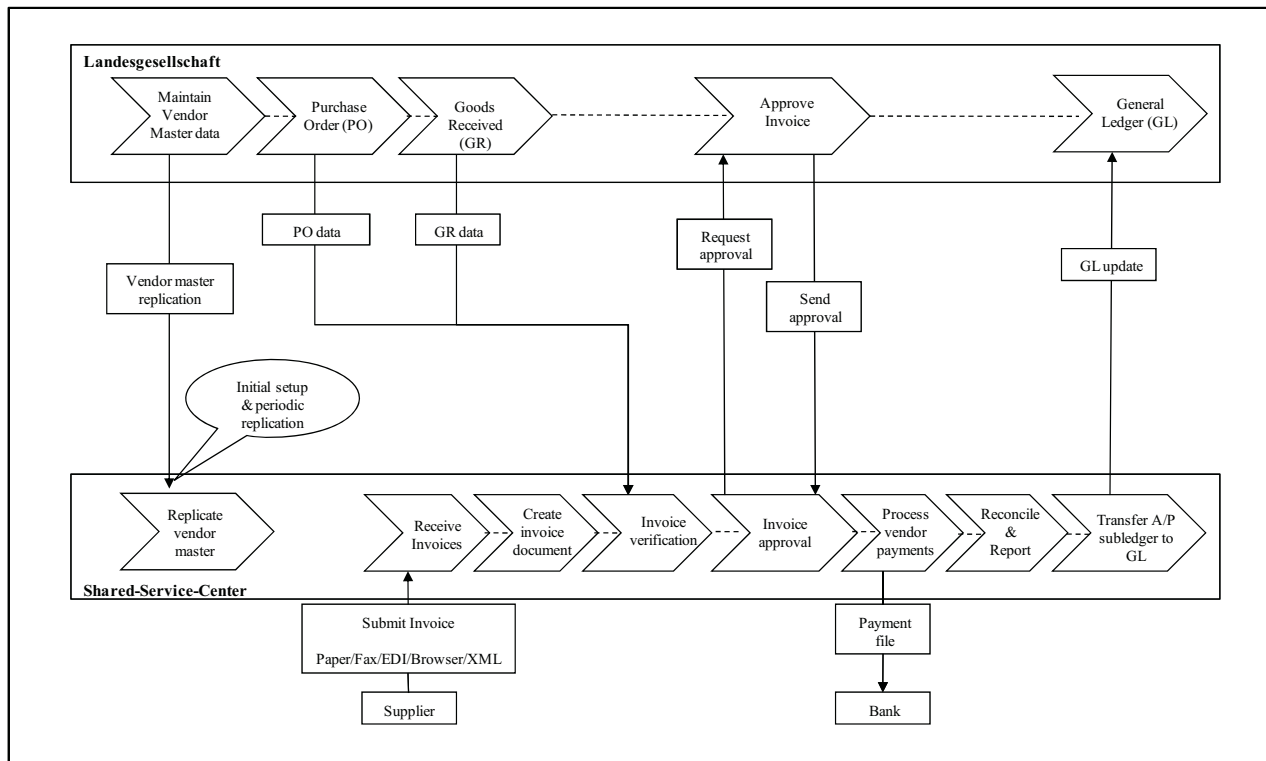 Landesgesellschaft
Maintain
Vendor
Master data
Purchase
Order (PO)
Goods
Received
(GR)
Approve
Invoice
General
Ledger (GL)
PO data
GR data
Request
approval
GL update
Vendor master
replication
Send
approval
Initial setup
& periodic
replication
Replicate
vendor
master
Receive
Invoices
Create
invoice
document
Invoice
verification
Invoice
approval
Process
vendor
payments
Reconcile
&
Report
Transfer A/P
subledger to
GL
Shared-Service-Center
Submit Invoice
Paper/Fax/EDI/Browser/XML
Supplier
Payment
file
Bank